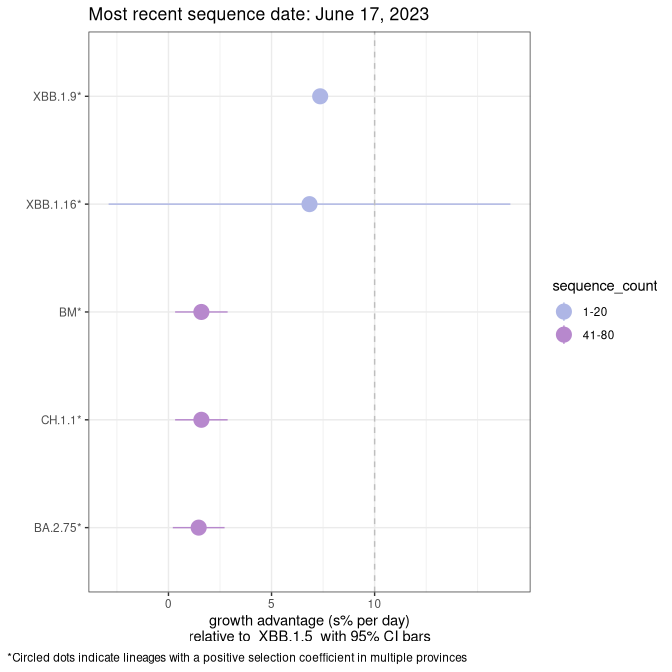 Most recent sequence date: June 17, 2023
XBB.1.9*
XBB.1.16*
BM*
CH.1.1*
BA.2.75*
sequence_count
1-20
41-80
0 5 10
growth advantage (s% per day)
relative to XBB.1.5 with 95% CI bars
*Circled dots indicate lineages with a positive selection coefficient in multiple provinces